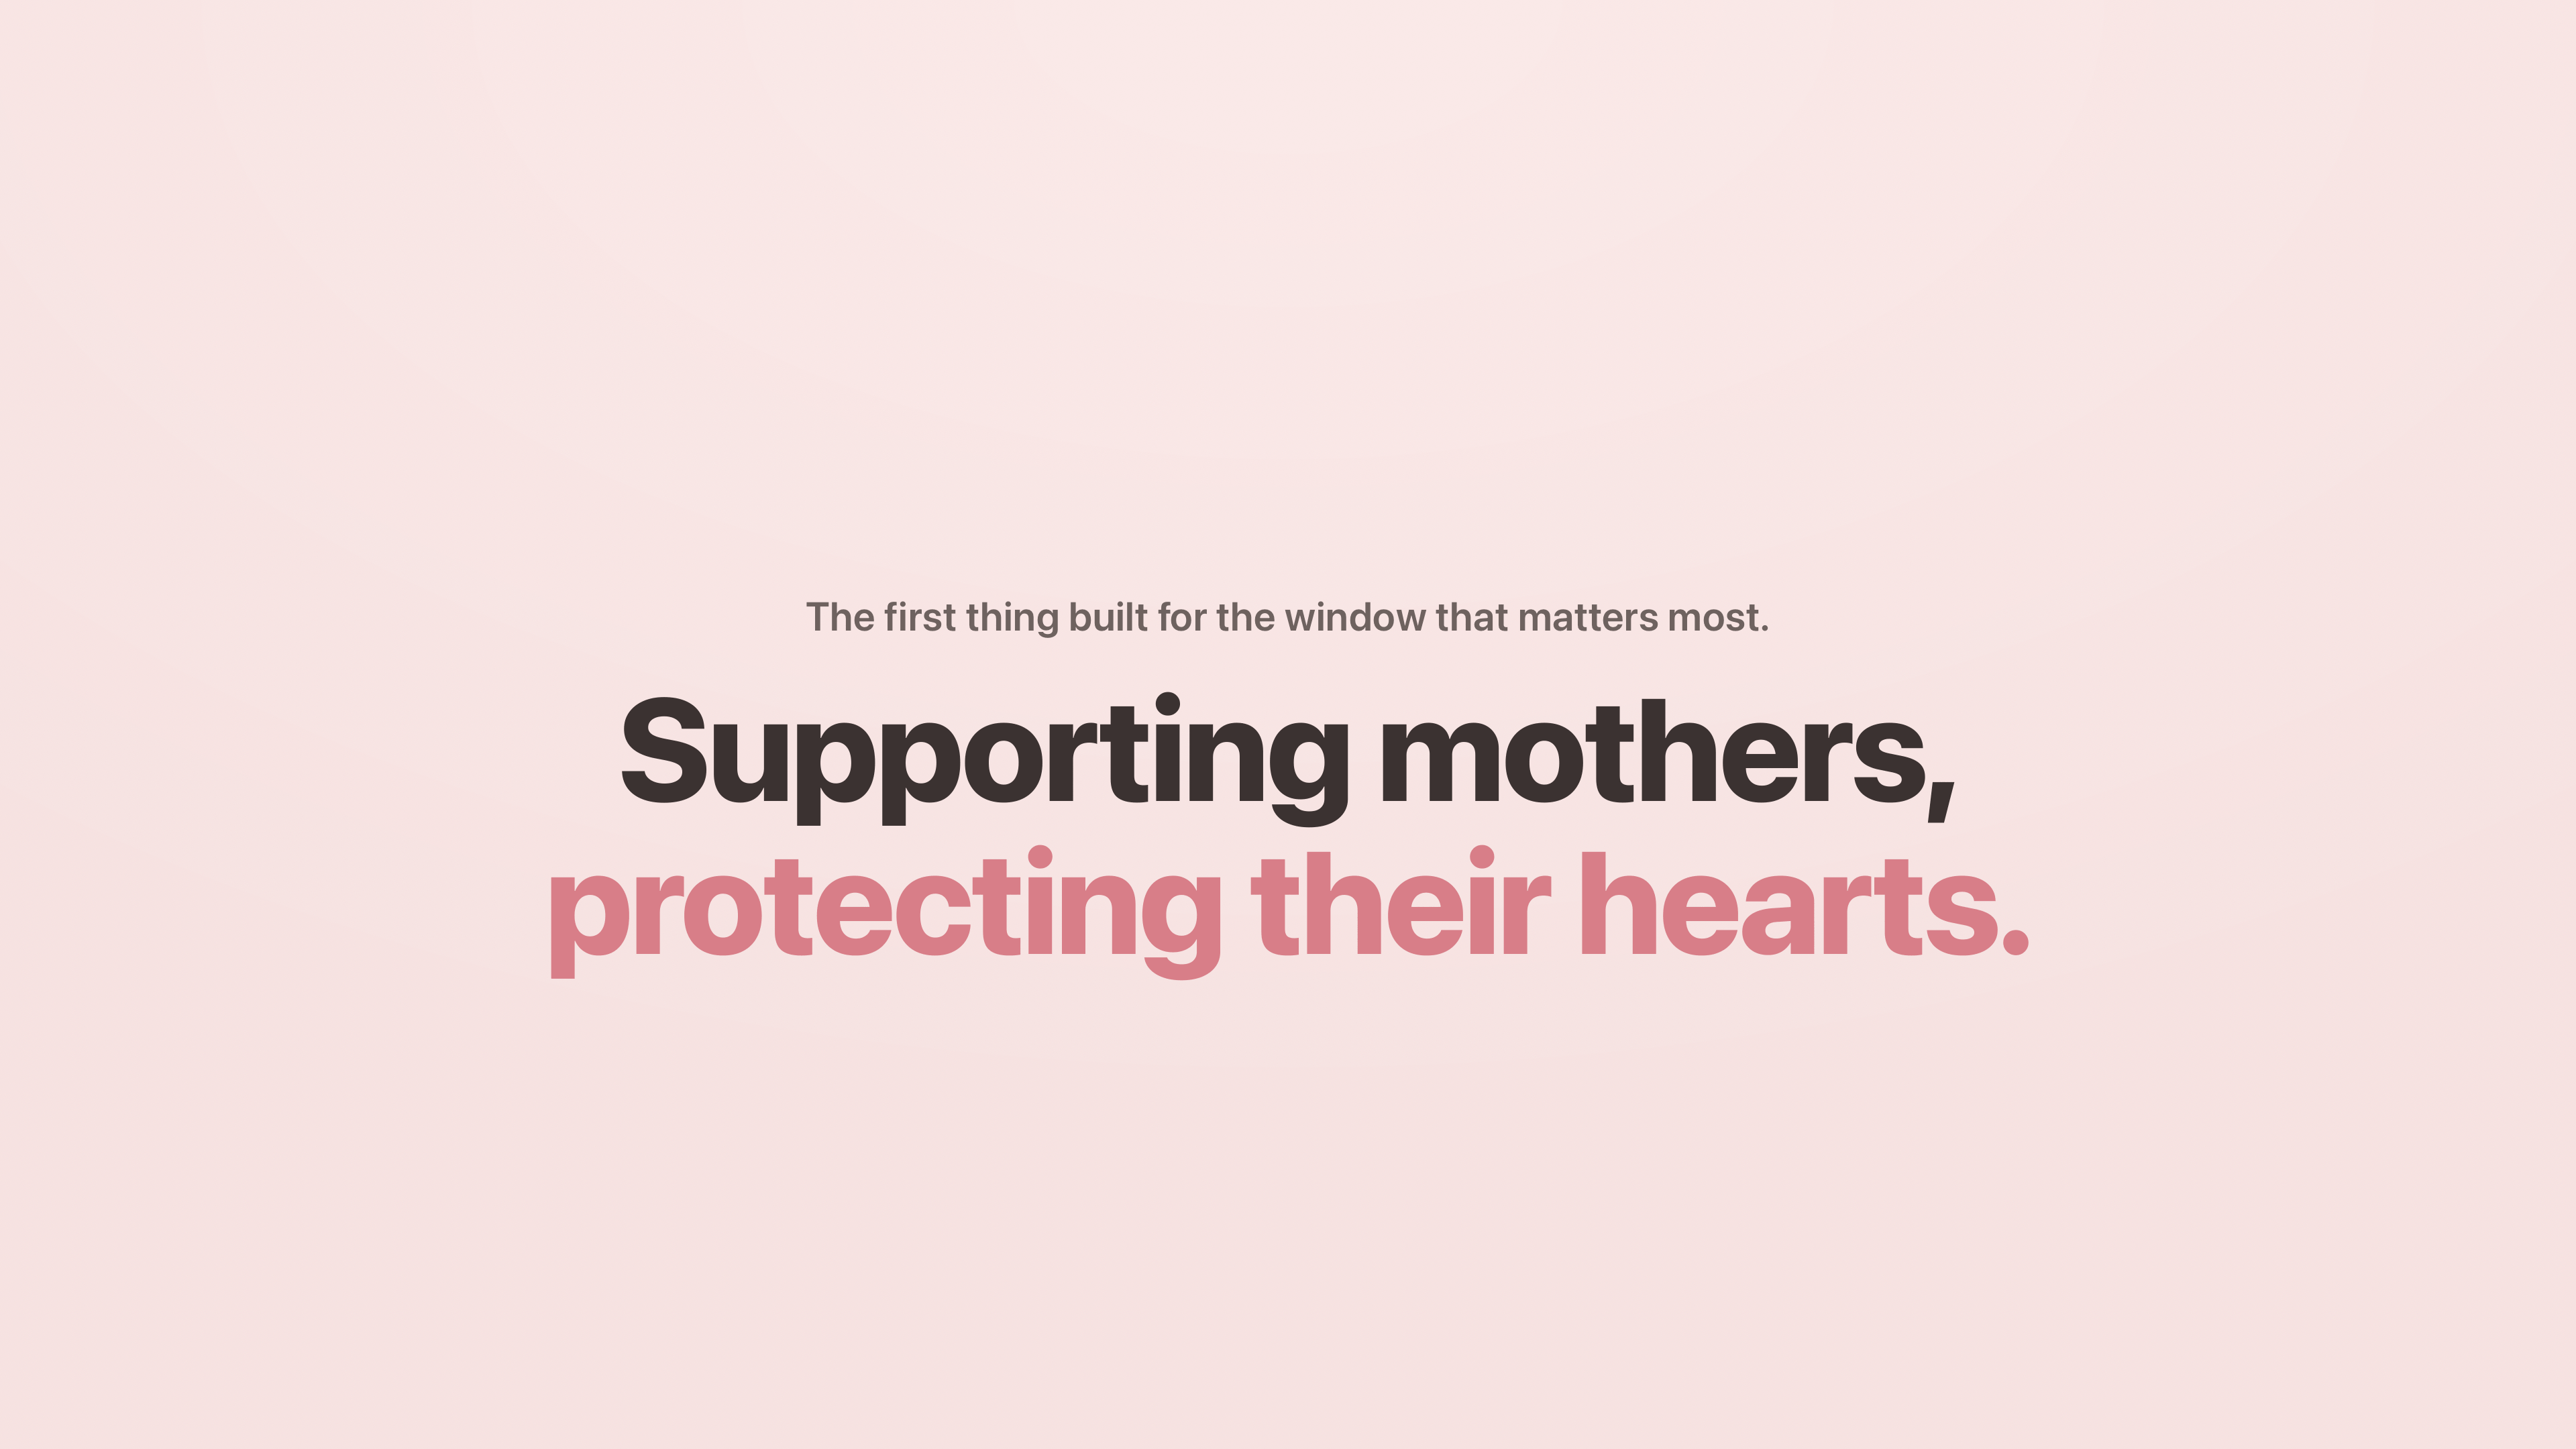 The first thing built for the window that matters most.
Supporting mothers,
protecting their hearts.